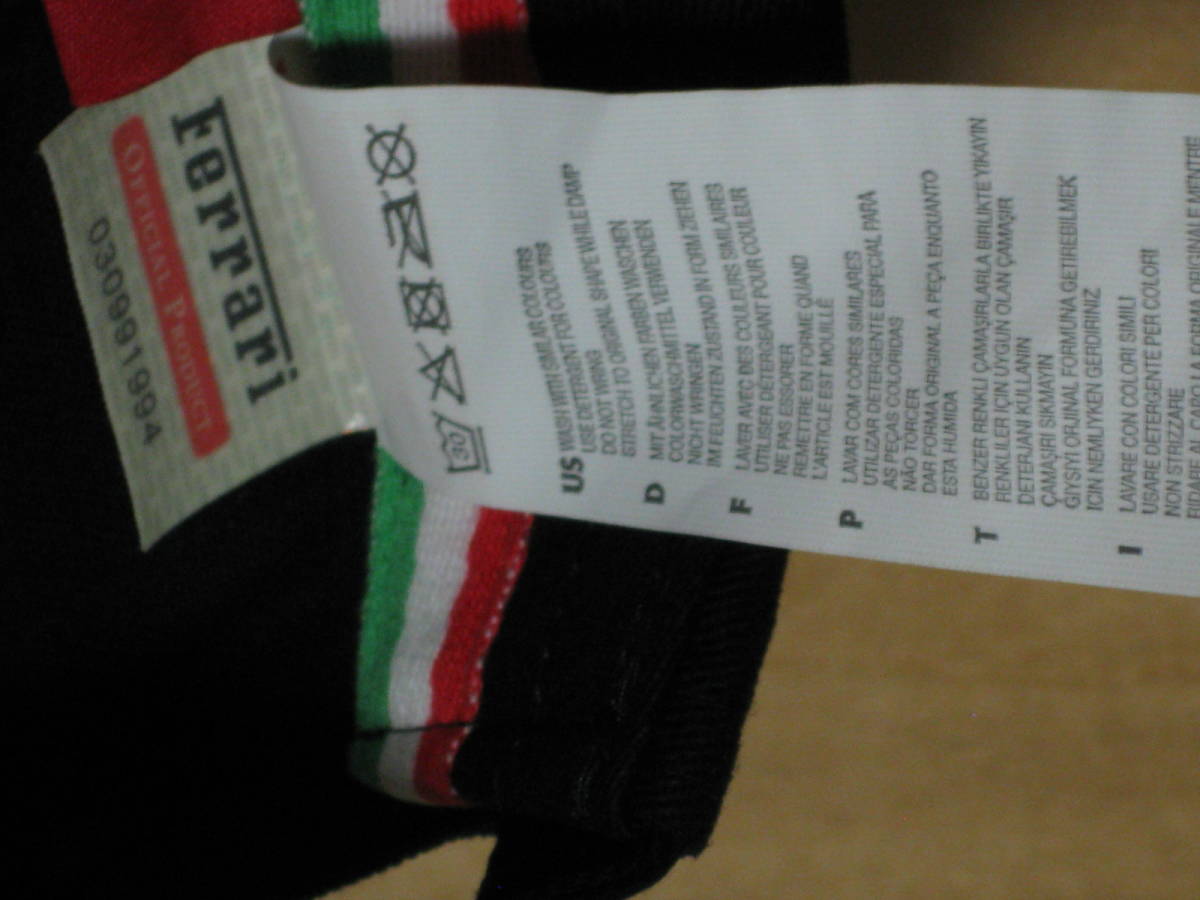 Ferrari
OFFICIAL PRODUCT
03099919994
30
US WASH WITH SIMILAR COLOURS
USE DETERGENT FOR COLOURS
DO NOT WRING
STRETCH TO ORIGINAL SHAPE WHILE DAMP
D MIT ÄHNLICHEN FARBEN WASCHEN
COLORWASCHMITTEL VERWENDEN
NICHT WRINGEN
IM FEUCHTEN ZUSTAND IN FORM ZIEHEN
F LAVER AVEC DES COULEURS SIMILAIRES
UTILISER DÉTERGEANT POUR COULEUR
NE PAS ESSORER
REMETTRE EN FORME QUAND
L'ARTICLE EST MOUILLÉ
P LAVAR COM CORES SIMILARES
UTILIZAR DETERGENTE ESPECIAL PARA
AS PEÇAS COLORIDAS
NÃO TORCER
DAR FORMA ORIGINAL A PEÇA ENQUANTO
ESTA HUMIDA
T BENZER RENKLİ ÇAMAŞIRLARLA BIRLIKTE YIKAYIN
RENKLILER IÇIN UYGUN OLAN ÇAMAŞIR
DETERJANI KULLANIN
ÇAMAŞIRI SIKMAYIN
GIYSIYI ORJINAL FORMUNA GETIREBILMEK
ICIN NEMLIYKEN GERDIRINIZ
I LAVARE CON COLORI SIMILI
USARE DETERGENTE PER COLORI
NON STRIZZARE